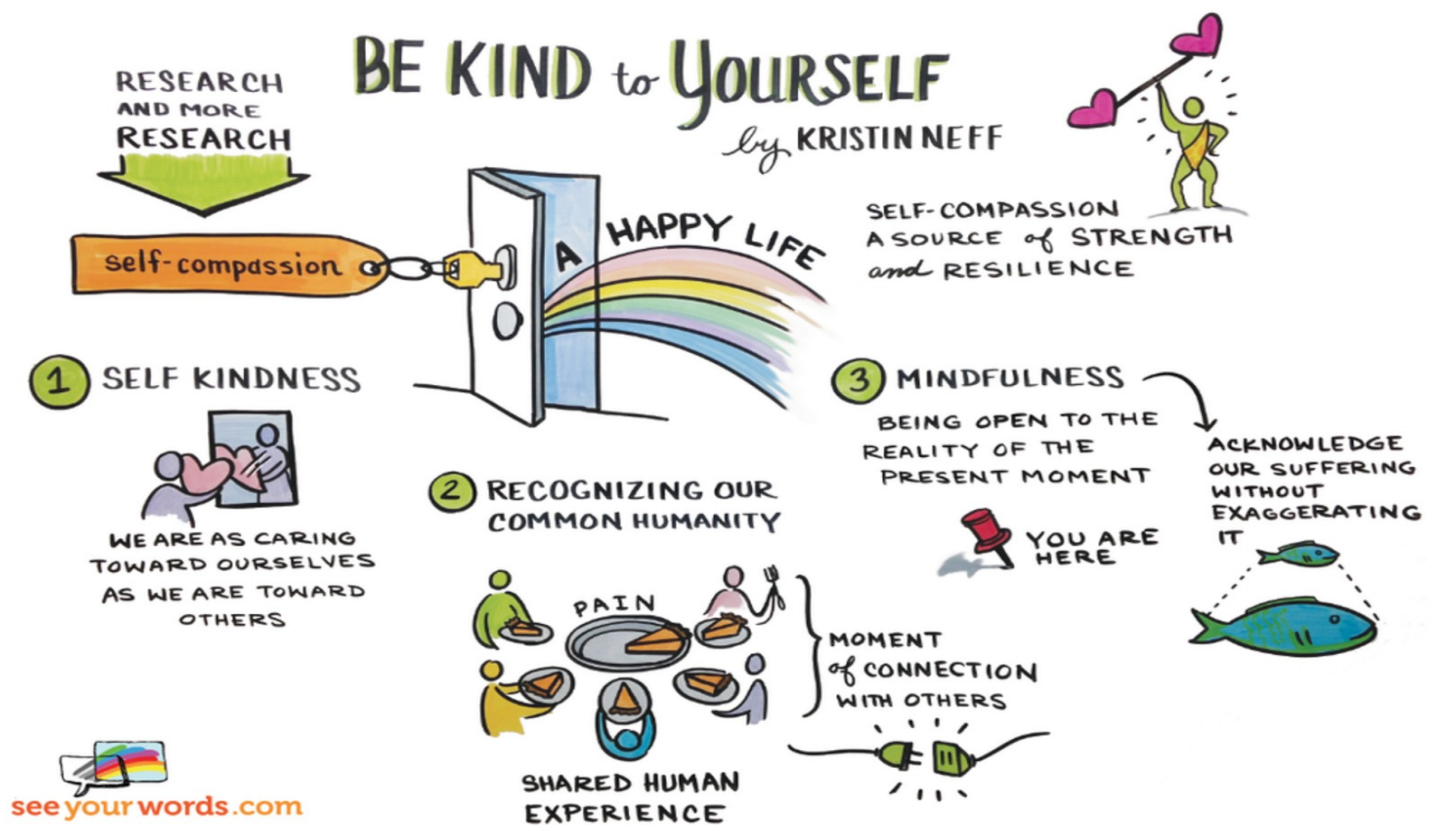 BE KIND to YOURSELF
by KRISTIN NEFF
RESEARCH
AND MORE
RESEARCH
self-compassion
A HAPPY LIFE
SELF-COMPASSION
A SOURCE of STRENGTH
and RESILIENCE
1 SELF KINDNESS
WE ARE AS CARING
TOWARD OURSELVES
AS WE ARE TOWARD
OTHERS
2 RECOGNIZING OUR
COMMON HUMANITY
PAIN
MOMENT
of CONNECTION
WITH OTHERS
SHARED HUMAN
EXPERIENCE
3 MINDFULNESS
BEING OPEN TO THE
REALITY OF THE
PRESENT MOMENT
YOU ARE
HERE
ACKNOWLEDGE
OUR SUFFERING
WITHOUT
EXAGGERATING
IT
seeyourwords.com